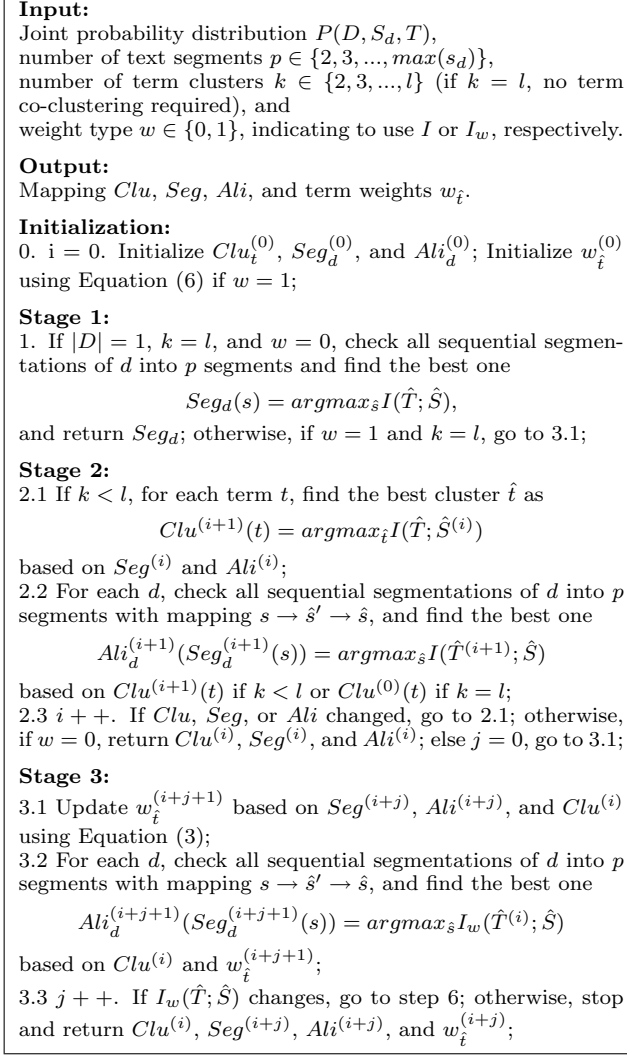 Input:
Joint probability distribution P(D, S_d, T),
number of text segments p ∈ {2, 3, ..., max(s_d)},
number of term clusters k ∈ {2, 3, ..., l} (if k = l, no term
co-clustering required), and
weight type w ∈ {0, 1}, indicating to use I or I_w, respectively.
Output:
Mapping Clu, Seg, Ali, and term weights w_t̂.
Initialization:
0. i = 0. Initialize Clu_t^(0), Seg_d^(0), and Ali_d^(0); Initialize w_t̂^(0)
using Equation (6) if w = 1;
Stage 1:
1. If |D| = 1, k = l, and w = 0, check all sequential segmen-
tations of d into p segments and find the best one
Seg_d(s) = argmax_ŝ I(T̂; Ŝ),
and return Seg_d; otherwise, if w = 1 and k = l, go to 3.1;
Stage 2:
2.1 If k < l, for each term t, find the best cluster t̂ as
Clu^(i+1)(t) = argmax_t̂ I(T̂; Ŝ^(i))
based on Seg^(i) and Ali^(i);
2.2 For each d, check all sequential segmentations of d into p
segments with mapping s → ŝ′ → ŝ, and find the best one
Ali_d^(i+1)(Seg_d^(i+1)(s)) = argmax_ŝ I(T̂^(i+1); Ŝ)
based on Clu^(i+1)(t) if k < l or Clu^(0)(t) if k = l;
2.3 i + +. If Clu, Seg, or Ali changed, go to 2.1; otherwise,
if w = 0, return Clu^(i), Seg^(i), and Ali^(i); else j = 0, go to 3.1;
Stage 3:
3.1 Update w_t̂^(i+j+1) based on Seg^(i+j), Ali^(i+j), and Clu^(i)
using Equation (3);
3.2 For each d, check all sequential segmentations of d into p
segments with mapping s → ŝ′ → ŝ, and find the best one
Ali_d^(i+j+1)(Seg_d^(i+j+1)(s)) = argmax_ŝ I_w(T̂^(i); Ŝ)
based on Clu^(i) and w_t̂^(i+j+1);
3.3 j + +. If I_w(T̂; Ŝ) changes, go to step 6; otherwise, stop
and return Clu^(i), Seg^(i+j), Ali^(i+j), and w_t̂^(i+j);